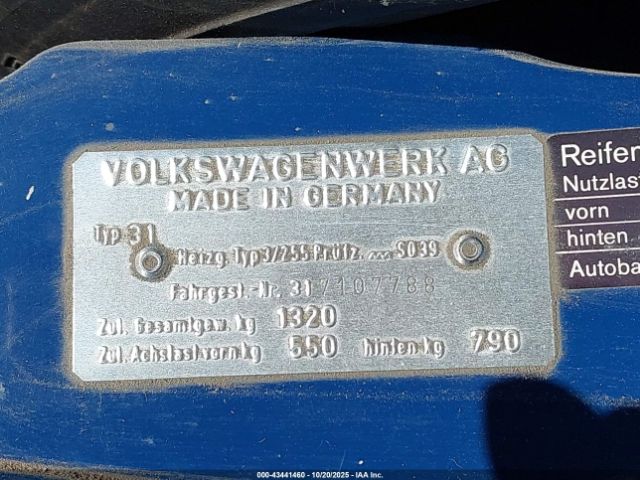 VOLKSWAGENWERK AG
MADE IN GERMANY
Typ 31
Heizg. Typ3/255 Prüfz. ~~~ S039
Fahrgest.-Nr. 317107788
Zul. Gesamtgew. kg 1320
Zul. Achslast vorn kg 550 hinten kg 790
Reifen
Nutzlast
vorn
hinten
Autoba
000-43441460 - 10/20/2025 - IAA Inc.